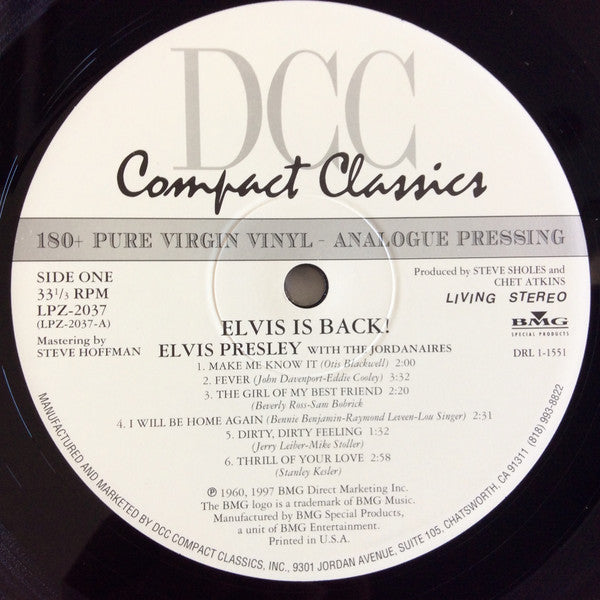 DCC
Compact Classics
180+ PURE VIRGIN VINYL - ANALOGUE PRESSING
SIDE ONE
33 1/3 RPM
LPZ-2037
(LPZ-2037-A)
Mastering by
STEVE HOFFMAN
Produced by STEVE SHOLES and
CHET ATKINS
LIVING STEREO
BMG
SPECIAL PRODUCTS
DRL 1-1551
ELVIS IS BACK!
ELVIS PRESLEY WITH THE JORDANAIRES
1. MAKE ME KNOW IT (Otis Blackwell) 2:00
2. FEVER (John Davenport-Eddie Cooley) 3:32
3. THE GIRL OF MY BEST FRIEND 2:20
(Beverly Ross-Sam Bobrick)
4. I WILL BE HOME AGAIN (Bennie Benjamin-Raymond Leveen-Lou Singer) 2:31
5. DIRTY, DIRTY FEELING 1:32
(Jerry Leiber-Mike Stoller)
6. THRILL OF YOUR LOVE 2:58
(Stanley Kesler)
℗ 1960, 1997 BMG Direct Marketing Inc.
The BMG logo is a trademark of BMG Music.
Manufactured by BMG Special Products,
a unit of BMG Entertainment.
Printed in U.S.A.
MANUFACTURED AND MARKETED BY DCC COMPACT CLASSICS, INC., 9301 JORDAN AVENUE, SUITE 105, CHATSWORTH, CA 91311 (818) 993-8822